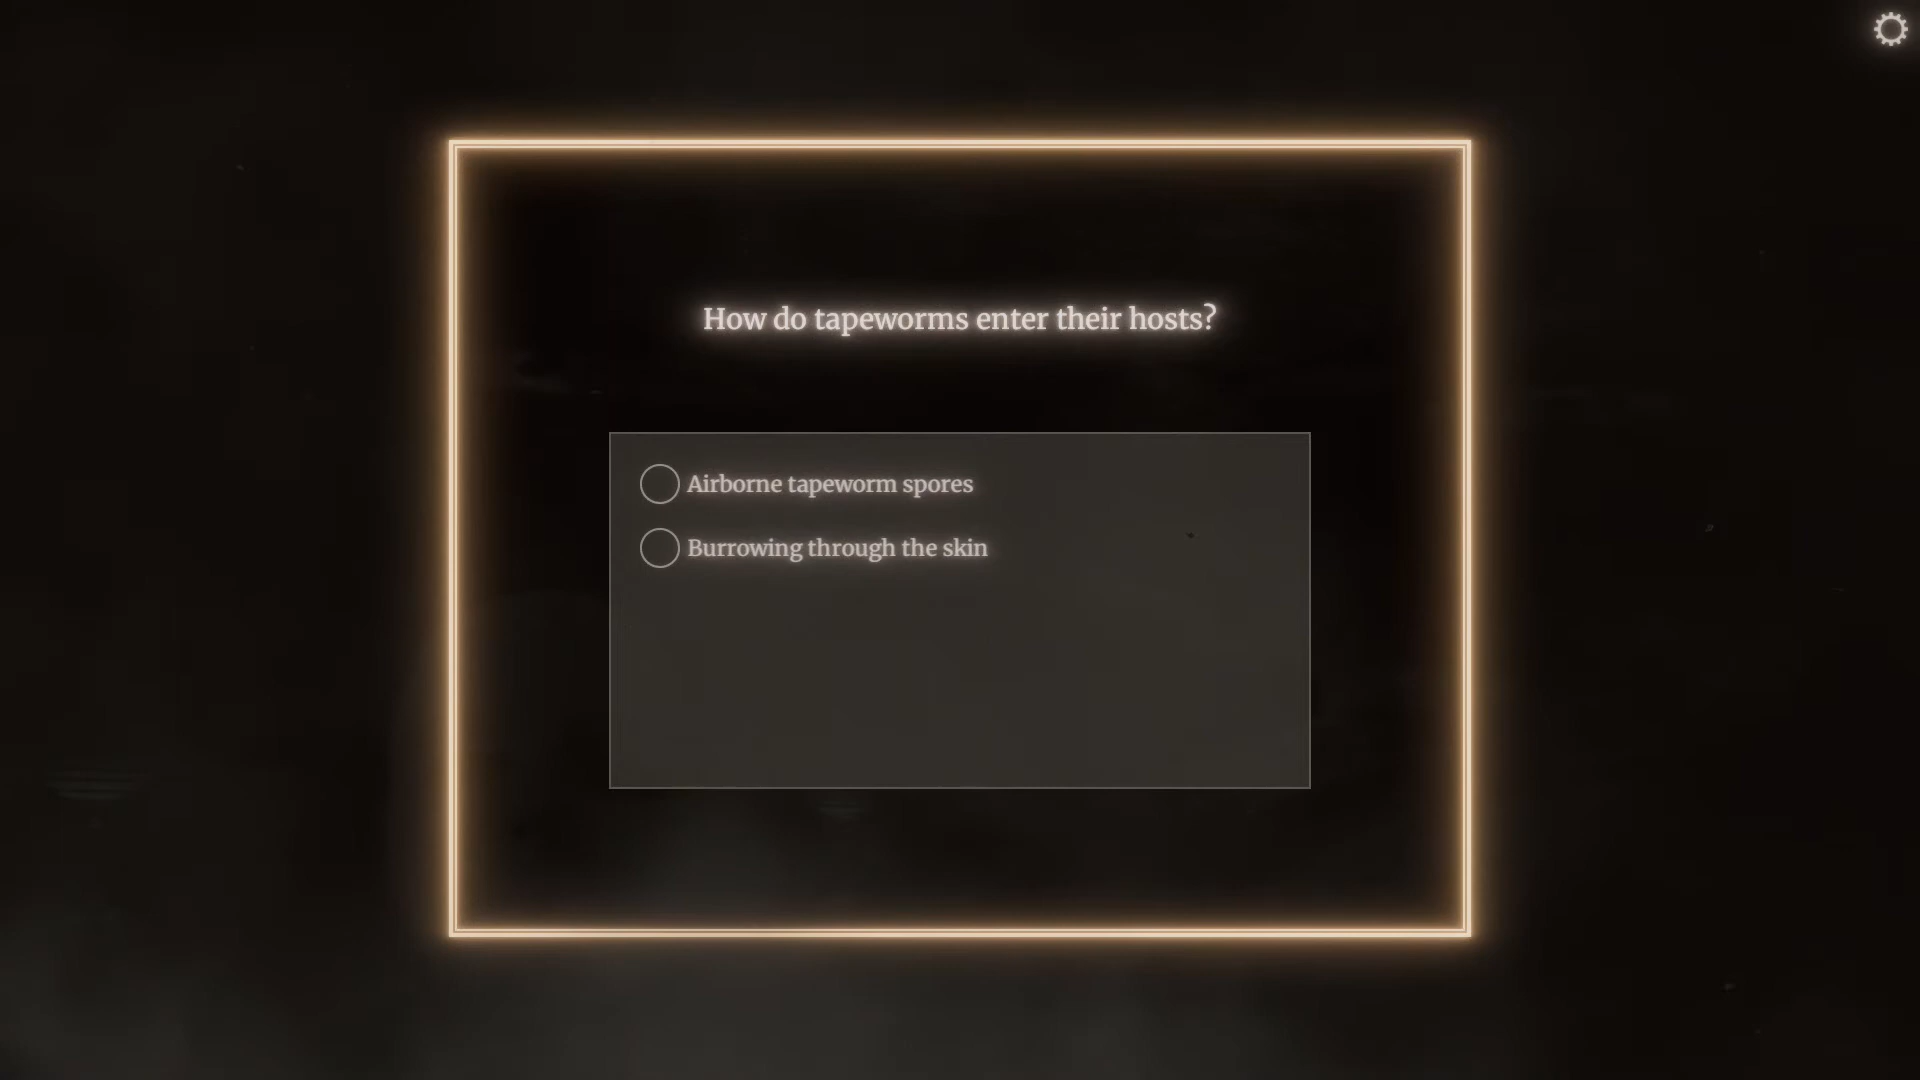 How do tapeworms enter their hosts?
Airborne tapeworm spores
Burrowing through the skin